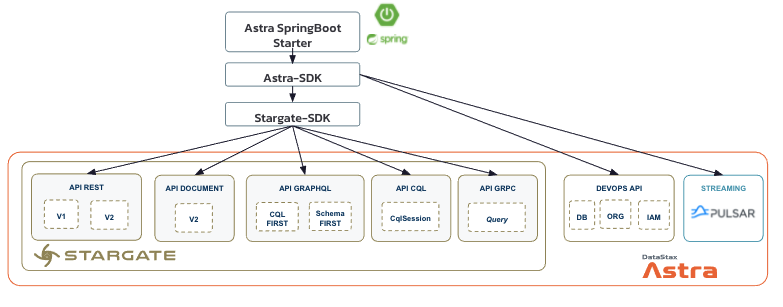 Astra SpringBoot
Starter
spring
Astra-SDK
Stargate-SDK
API REST
V1
V2
API DOCUMENT
V2
API GRAPHQL
CQL
FIRST
Schema
FIRST
API CQL
CqlSession
API GRPC
Query
DEVOPS API
DB
ORG
IAM
STREAMING
PULSAR
STARGATE
DataStax
Astra